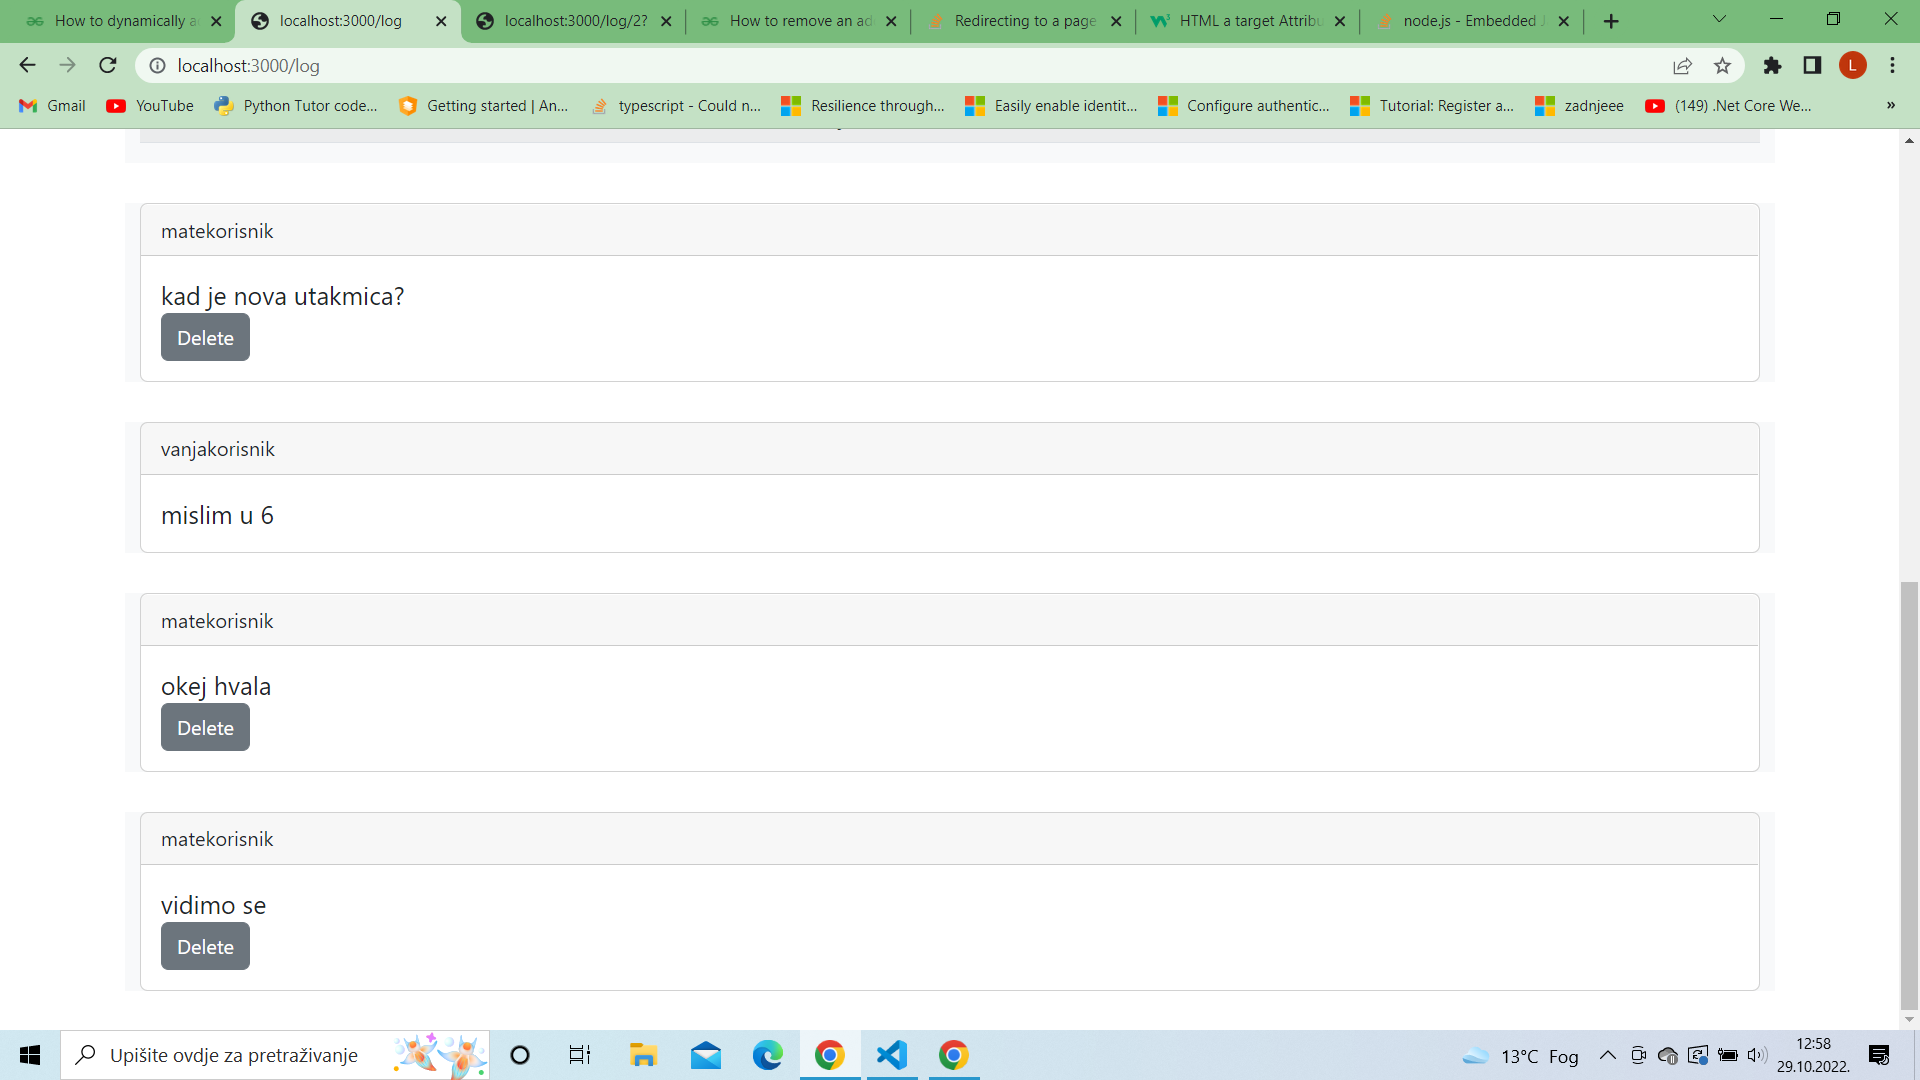 How to dynamically a
localhost:3000/log
localhost:3000/log/2?
How to remove an ad
Redirecting to a page
HTML a target Attribu
node.js - Embedded J
localhost:3000/log
L
Gmail
YouTube
Python Tutor code...
Getting started | An...
typescript - Could n...
Resilience through...
Easily enable identit...
Configure authentic...
Tutorial: Register a...
zadnjeee
(149) .Net Core We...
»
matekorisnik
kad je nova utakmica?
Delete
vanjakorisnik
mislim u 6
matekorisnik
okej hvala
Delete
matekorisnik
vidimo se
Delete
Upišite ovdje za pretraživanje
13°C Fog
12:58
29.10.2022.